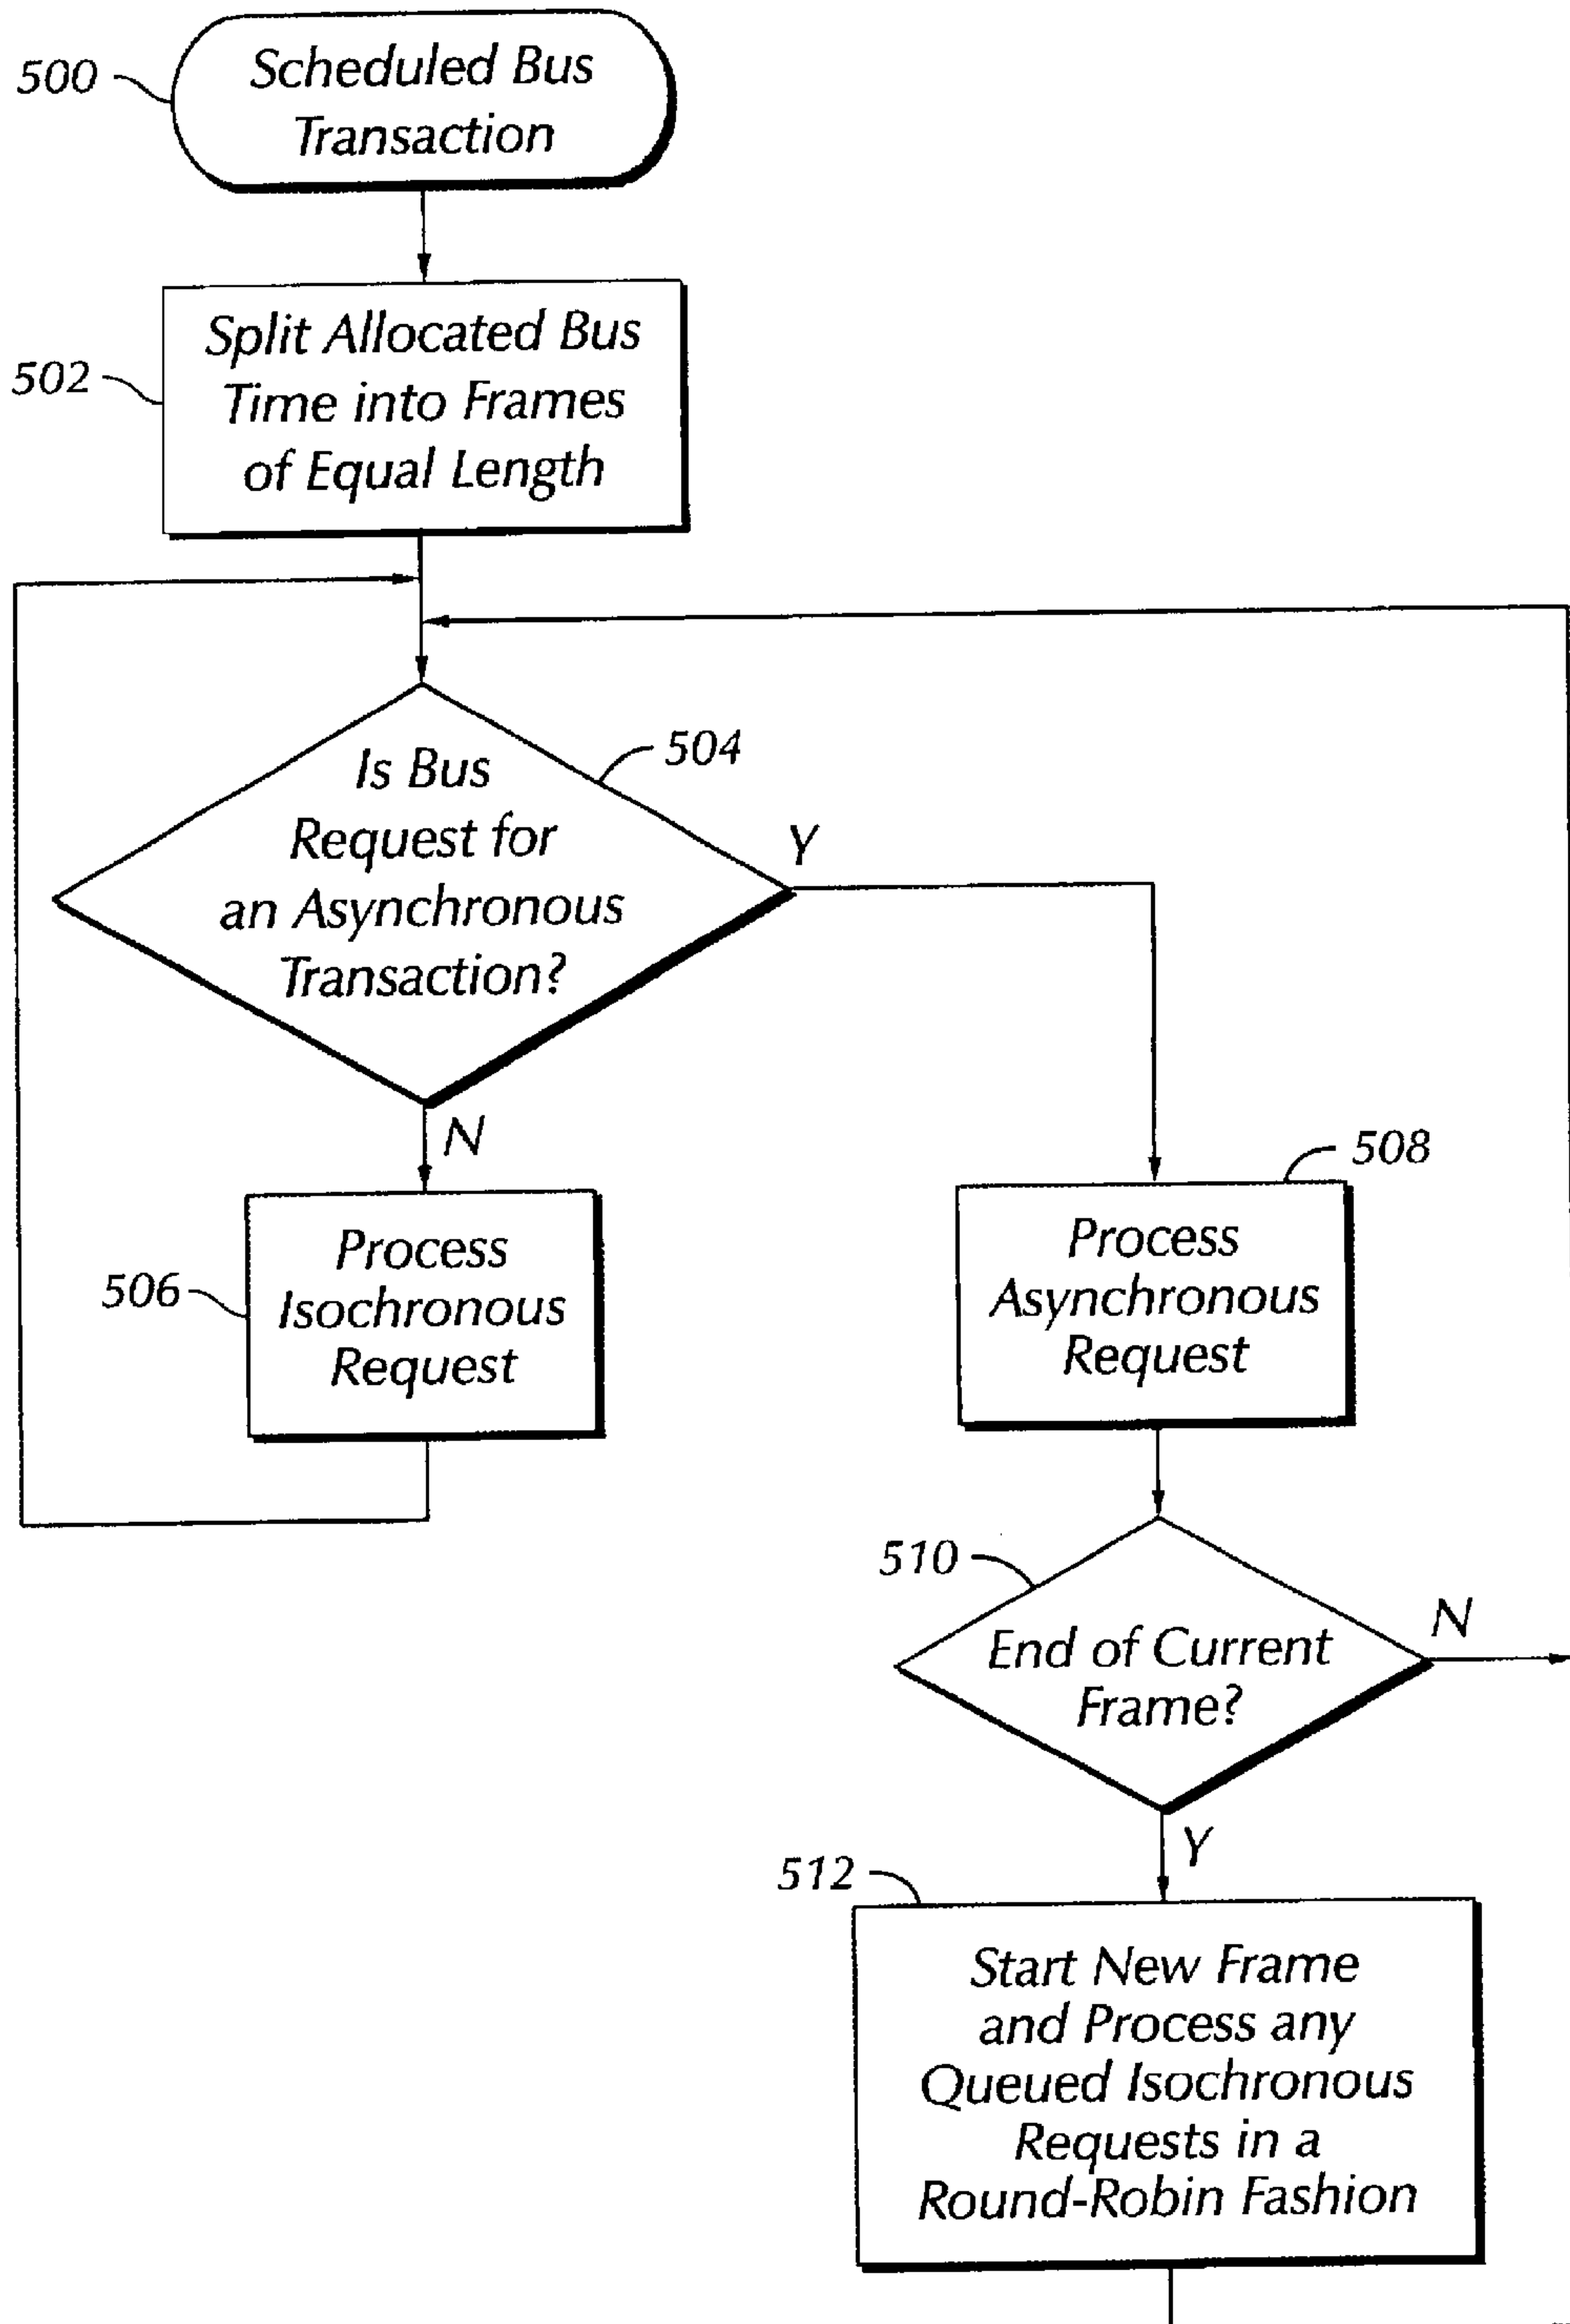 500
Scheduled Bus
Transaction
502
Split Allocated Bus
Time into Frames
of Equal Length
504
Is Bus
Request for
an Asynchronous
Transaction?
Y
N
506
Process
Isochronous
Request
508
Process
Asynchronous
Request
510
End of Current
Frame?
N
Y
512
Start New Frame
and Process any
Queued Isochronous
Requests in a
Round-Robin Fashion